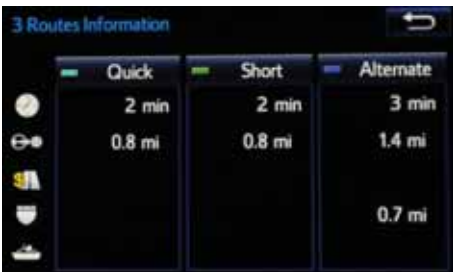 3 Routes Information
Quick Short Alternate
2 min 2 min 3 min
0.8 mi 0.8 mi 1.4 mi
$
0.7 mi